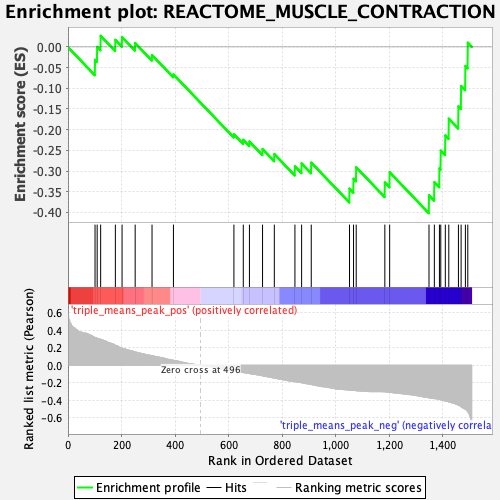 Enrichment plot: REACTOME_MUSCLE_CONTRACTION
Enrichment score (ES)
0.00
-0.05
-0.10
-0.15
-0.20
-0.25
-0.30
-0.35
-0.40
'triple_means_peak_pos' (positively correlated)
Ranked list metric (Pearson)
0.6
0.4
0.2
0.0
-0.2
-0.4
-0.6
Zero cross at 496
'triple_means_peak_neg' (negatively correla
0 200 400 600 800 1,000 1,200 1,400
Rank in Ordered Dataset
Enrichment profile Hits Ranking metric scores